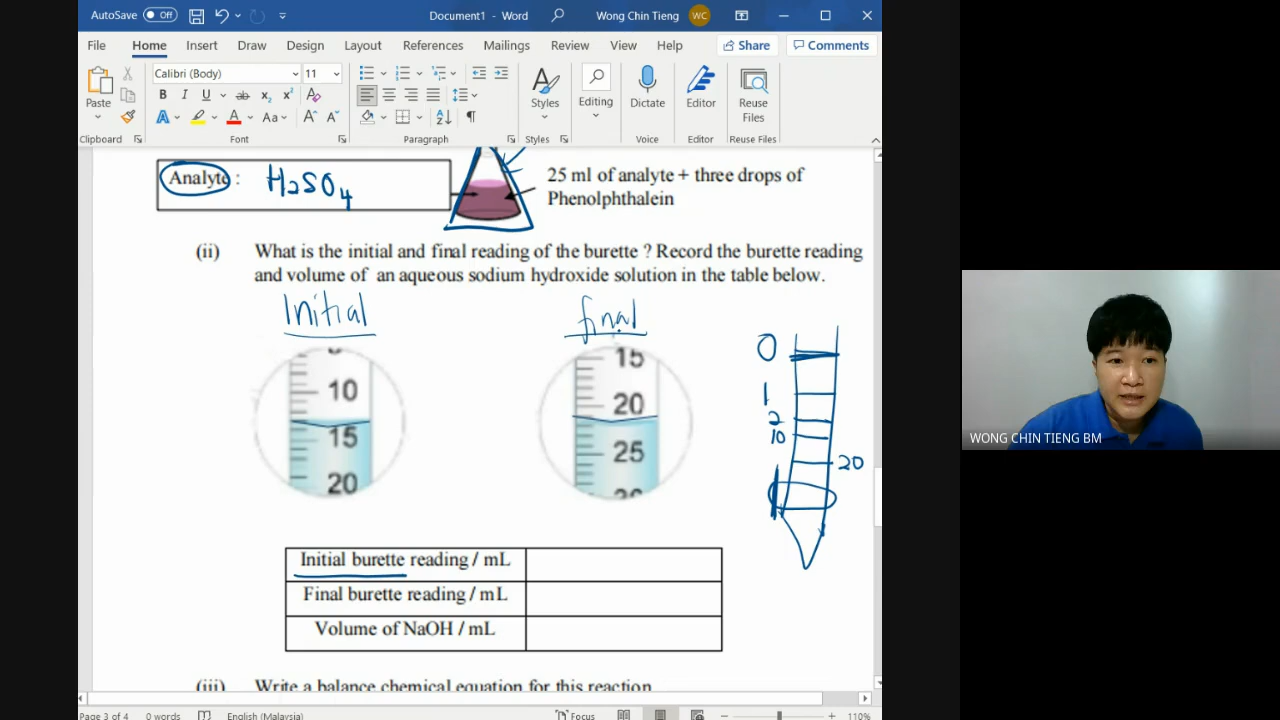 AutoSave Off Document1 - Word Wong Chin Tieng WC
File Home Insert Draw Design Layout References Mailings Review View Help Share Comments
Paste
Calibri (Body) 11
B I U ab x₂ x²
A A A Aa A A
Styles
Editing
Dictate
Editor
Reuse Files
Clipboard Font Paragraph Styles Voice Editor Reuse Files
Analyte : H₂SO₄
25 ml of analyte + three drops of
Phenolphthalein
(ii) What is the initial and final reading of the burette ? Record the burette reading
and volume of an aqueous sodium hydroxide solution in the table below.
Initial final
10
15
20
15
20
25
0
1
2
10
20
Initial burette reading / mL
Final burette reading / mL
Volume of NaOH / mL
(iii) Write a balance chemical equation for this reaction
Page 3 of 4 0 words English (Malaysia) Focus 110%
WONG CHIN TIENG BM